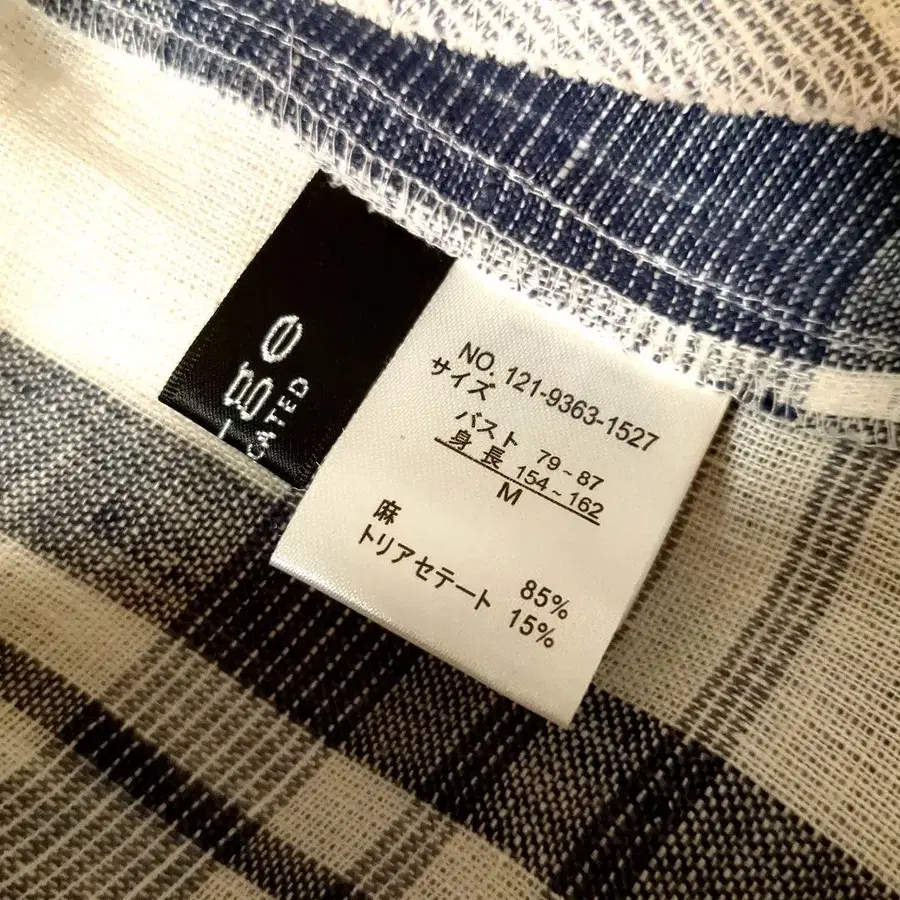 NO. 121-9363-1527
サイズ
バスト 79~87
身長 154~162
M
麻 85%
トリアセテート 15%